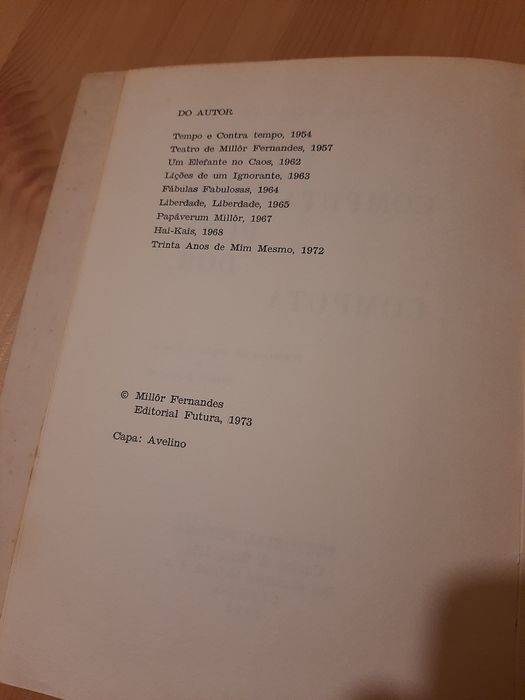 DO AUTOR
Tempo e Contra tempo, 1954
Teatro de Millôr Fernandes, 1957
Um Elefante no Caos, 1962
Lições de um Ignorante, 1963
Fábulas Fabulosas, 1964
Liberdade, Liberdade, 1965
Papáverum Millôr, 1967
Hai-Kais, 1968
Trinta Anos de Mim Mesmo, 1972
© Millôr Fernandes
Editorial Futura, 1973
Capa: Avelino